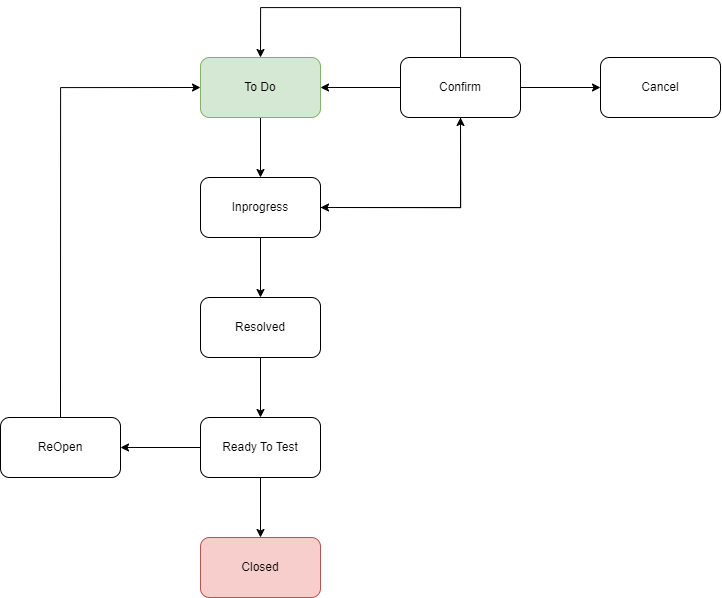 To Do
Confirm
Cancel
Inprogress
Resolved
ReOpen
Ready To Test
Closed